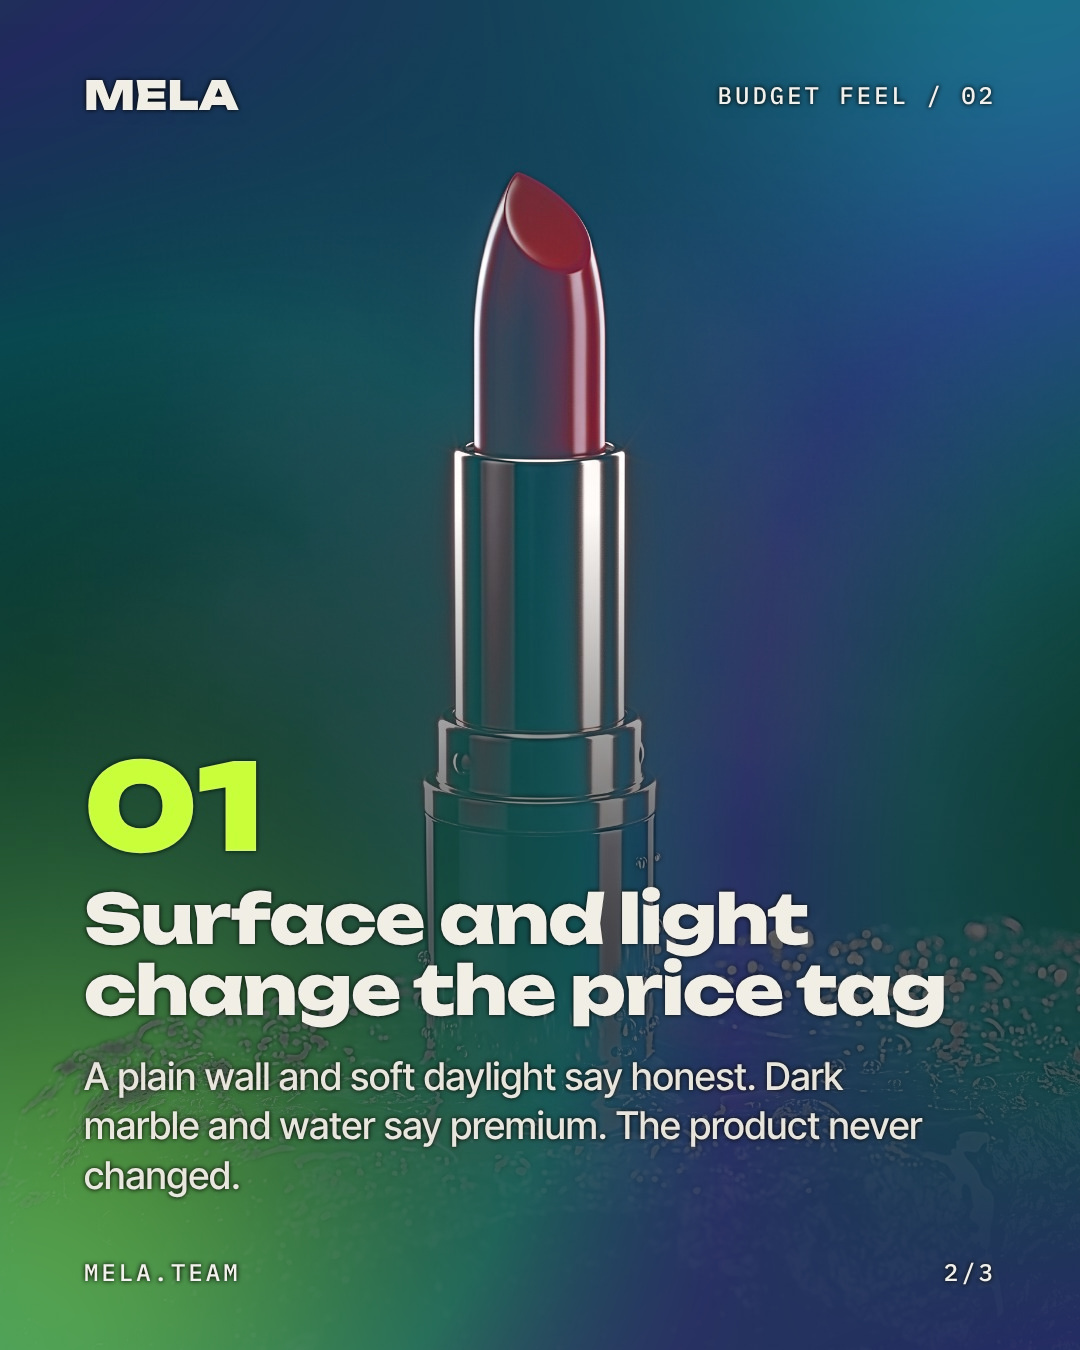 MELA
BUDGET FEEL / 02
01
Surface and light
change the price tag
A plain wall and soft daylight say honest. Dark
marble and water say premium. The product never
changed.
MELA.TEAM
2/3